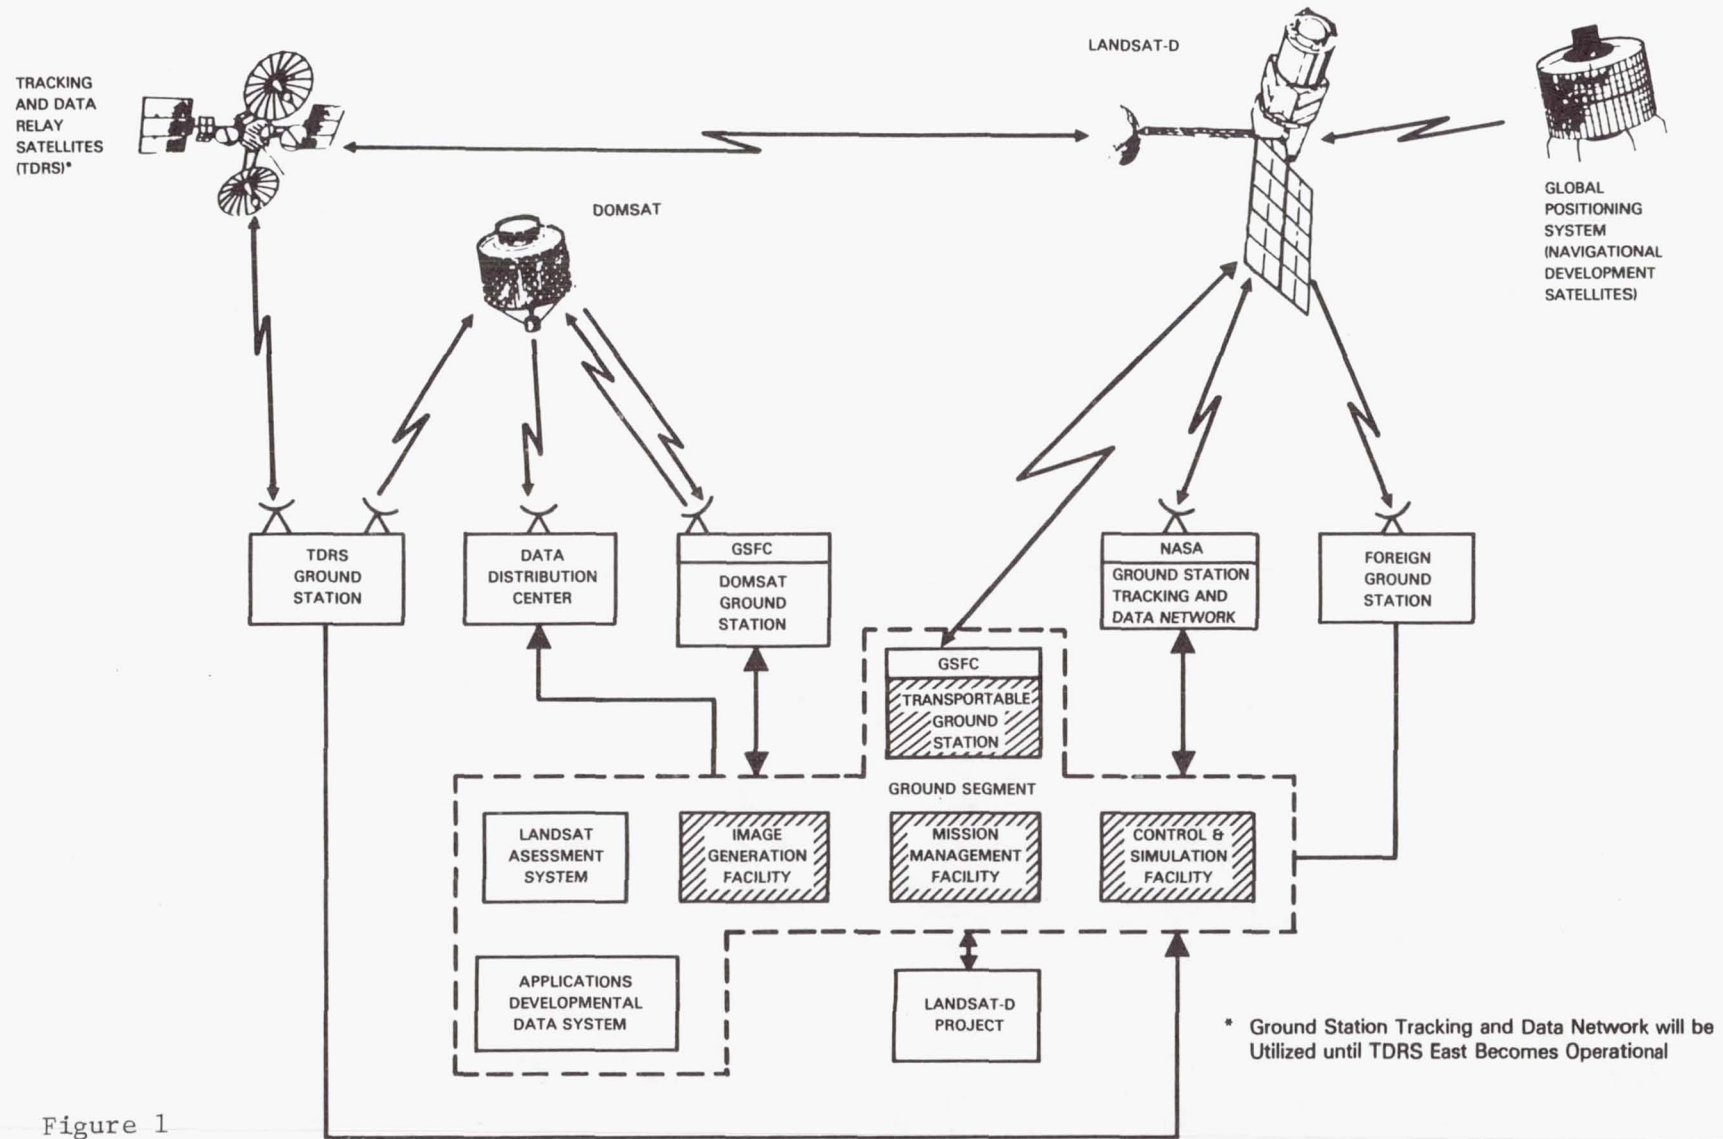 LANDSAT-D
TRACKING
AND DATA
RELAY
SATELLITES
(TDRS)*
DOMSAT
GLOBAL
POSITIONING
SYSTEM
(NAVIGATIONAL
DEVELOPMENT
SATELLITES)
TDRS
GROUND
STATION
DATA
DISTRIBUTION
CENTER
GSFC
DOMSAT
GROUND
STATION
NASA
GROUND STATION
TRACKING AND
DATA NETWORK
FOREIGN
GROUND
STATION
GSFC
TRANSPORTABLE
GROUND
STATION
GROUND SEGMENT
LANDSAT
ASESSMENT
SYSTEM
IMAGE
GENERATION
FACILITY
MISSION
MANAGEMENT
FACILITY
CONTROL &
SIMULATION
FACILITY
APPLICATIONS
DEVELOPMENTAL
DATA SYSTEM
LANDSAT-D
PROJECT
* Ground Station Tracking and Data Network will be
Utilized until TDRS East Becomes Operational
Figure 1